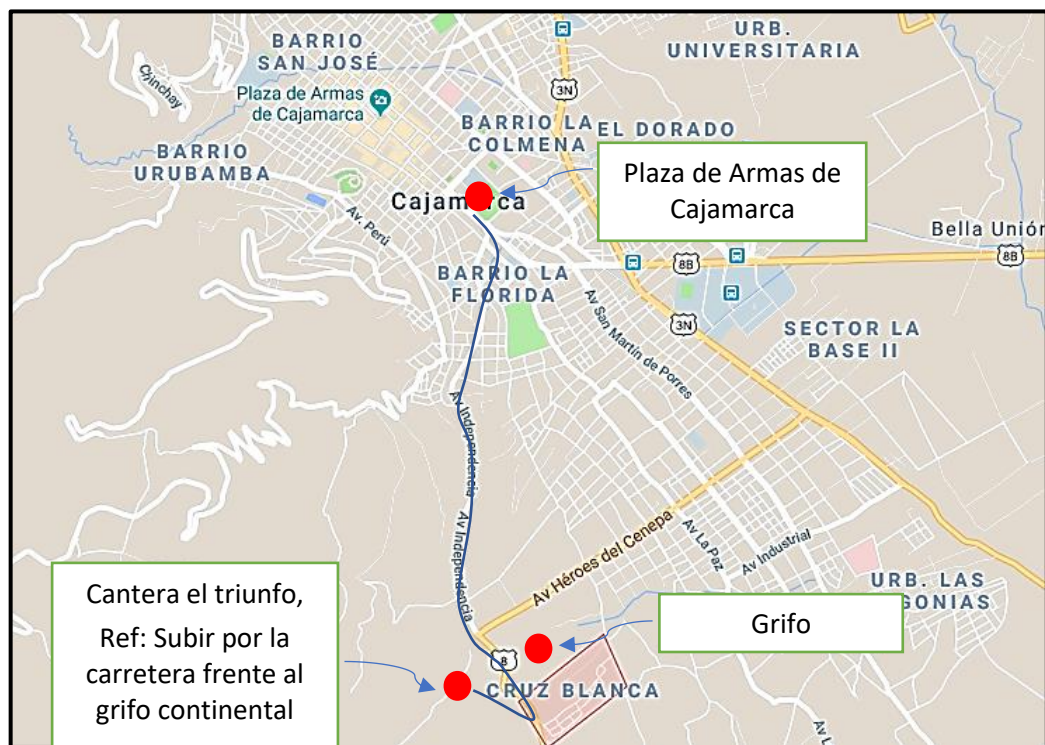 URB.
UNIVERSITARIA
BARRIO
SAN JOSÉ
Chinchay
3N
Plaza de Armas
de Cajamarca
BARRIO LA
COLMENA
EL DORADO
BARRIO
URUBAMBA
Plaza de Armas de
Cajamarca
Cajamarca
Av. Perú
Bella Unión
8B
8B
BARRIO LA
FLORIDA
Av San Martín de Porres
3N
SECTOR LA
BASE II
Av Independencia
Av Independencia
Av Héroes del Cenepa
Av La Paz
Av Industrial
URB. LAS
GONIAS
Cantera el triunfo,
Ref: Subir por la
carretera frente al
grifo continental
Grifo
8
CRUZ BLANCA